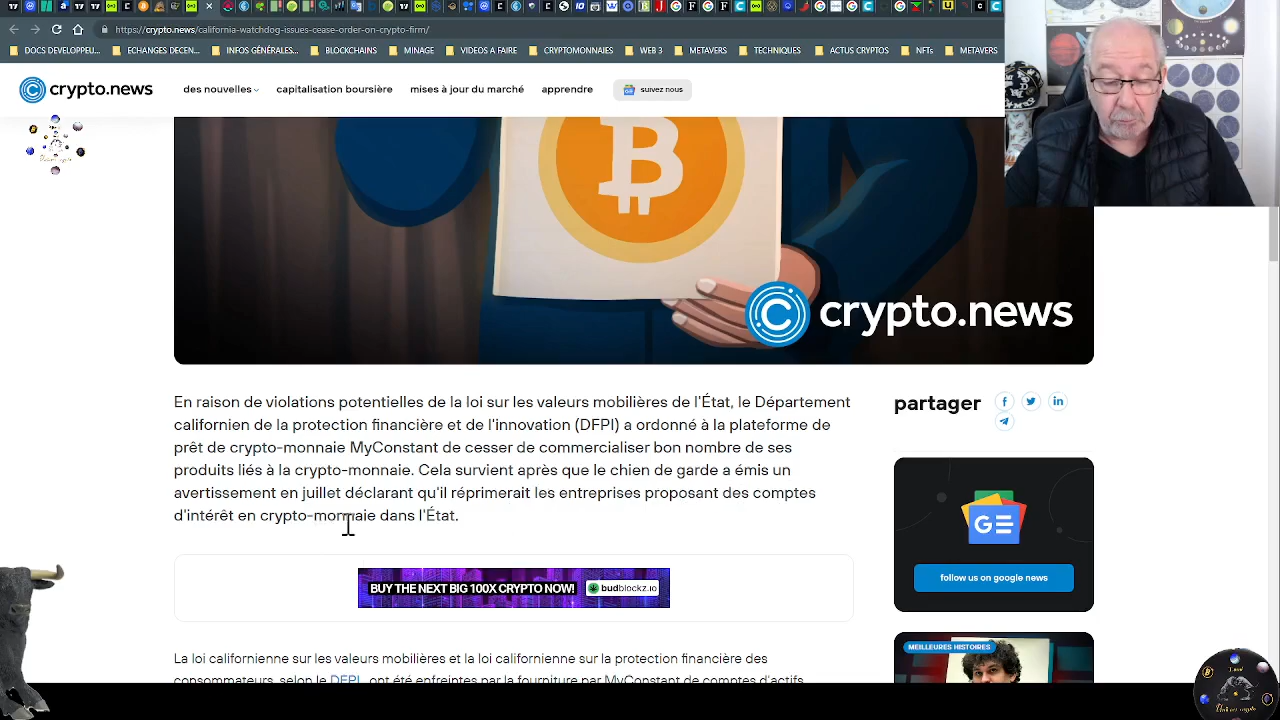 https://crypto.news/california-watchdog-issues-cease-order-on-crypto-firm/
DOCS DEVELOPPEU...
ECHANGES DECEN...
INFOS GÉNÉRALES...
BLOCKCHAINS
MINAGE
VIDEOS A FAIRE
CRYPTOMONNAIES
WEB 3
METAVERS
TECHNIQUES
ACTUS CRYPTOS
NFTs
METAVERS
crypto.news
des nouvelles
capitalisation boursière
mises à jour du marché
apprendre
suivez nous
crypto.news
En raison de violations potentielles de la loi sur les valeurs mobilières de l'État, le Département
californien de la protection financière et de l'innovation (DFPI) a ordonné à la plateforme de
prêt de crypto-monnaie MyConstant de cesser de commercialiser bon nombre de ses
produits liés à la crypto-monnaie. Cela survient après que le chien de garde a émis un
avertissement en juillet déclarant qu'il réprimerait les entreprises proposant des comptes
d'intérêt en crypto-monnaie dans l'État.
partager
follow us on google news
BUY THE NEXT BIG 100X CRYPTO NOW!
budblockz.io
MEILLEURES HISTOIRES
La loi californienne sur les valeurs mobilières et la loi californienne sur la protection financière des